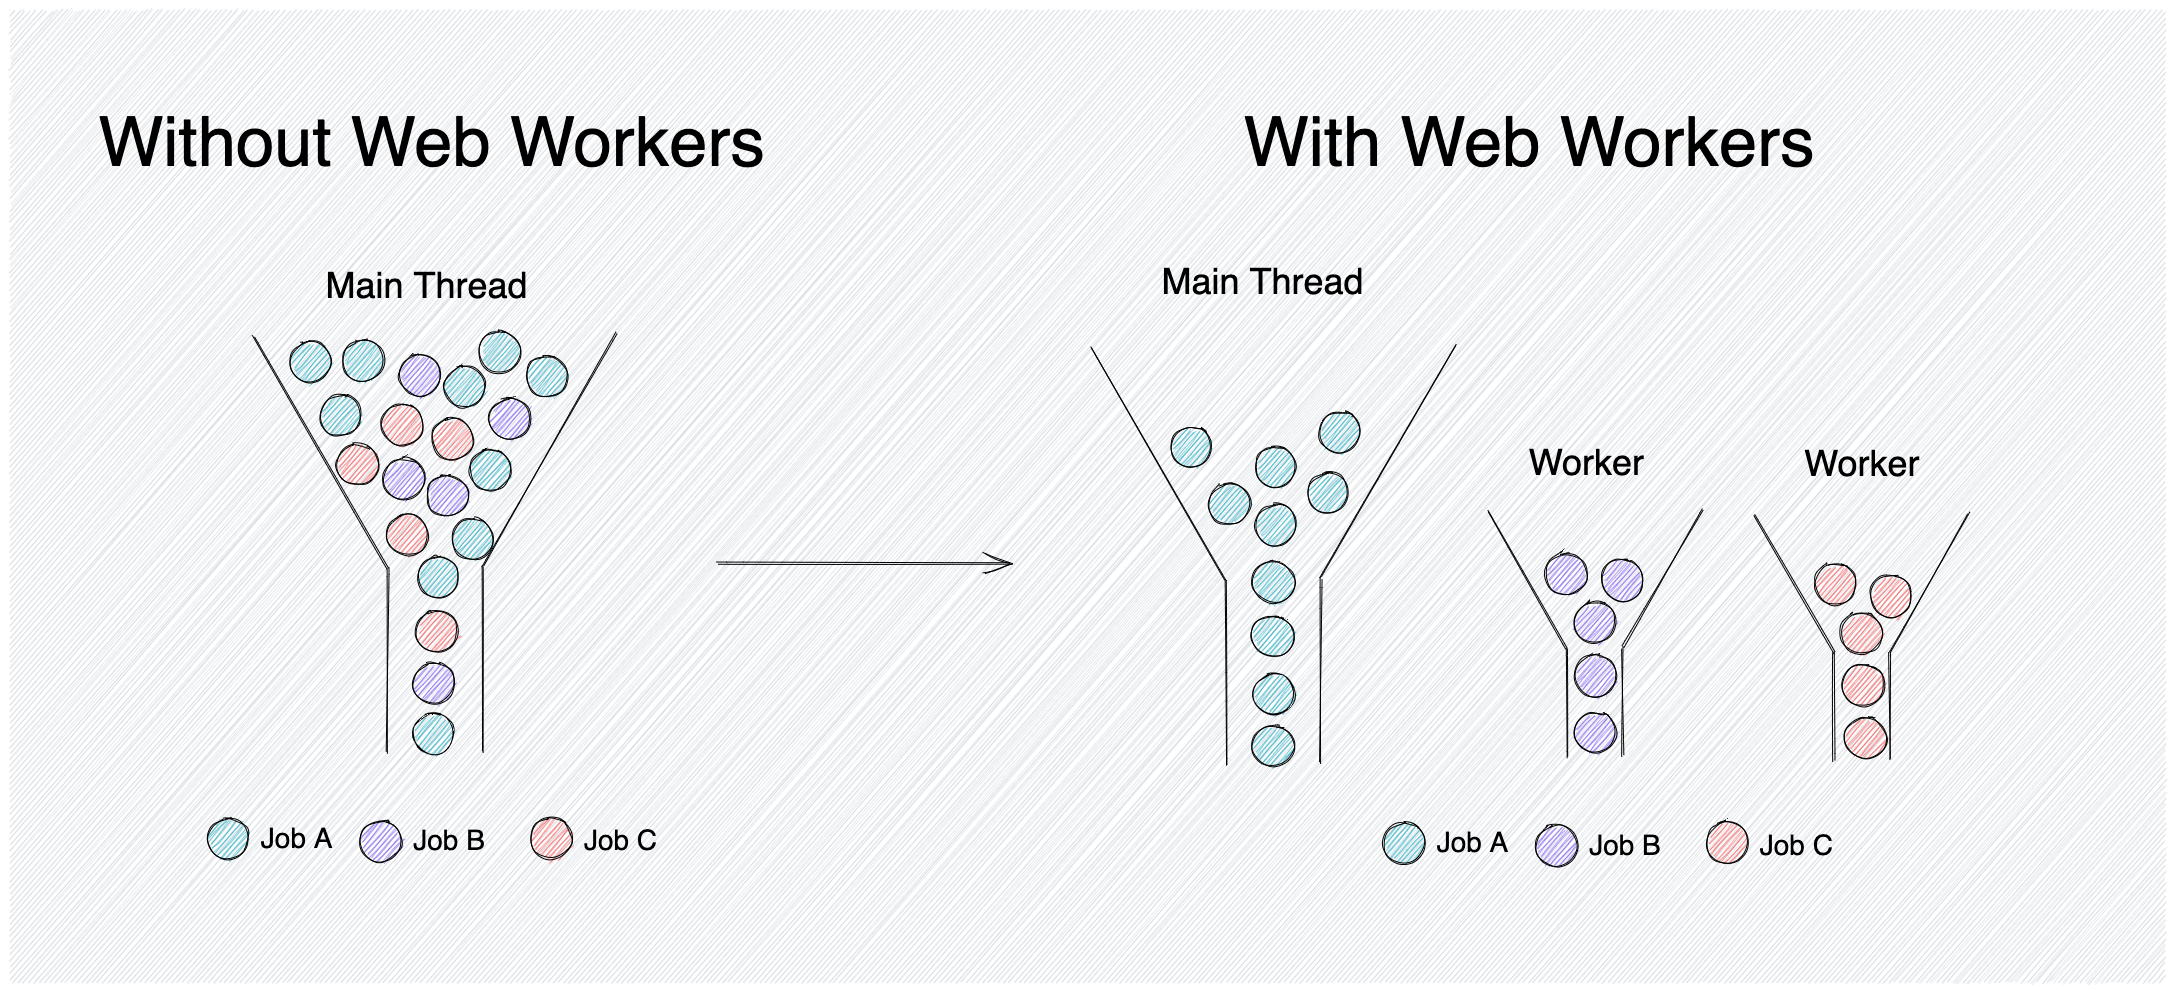 Without Web Workers
With Web Workers
Main Thread
Main Thread
Worker
Worker
Job A
Job B
Job C
Job A
Job B
Job C